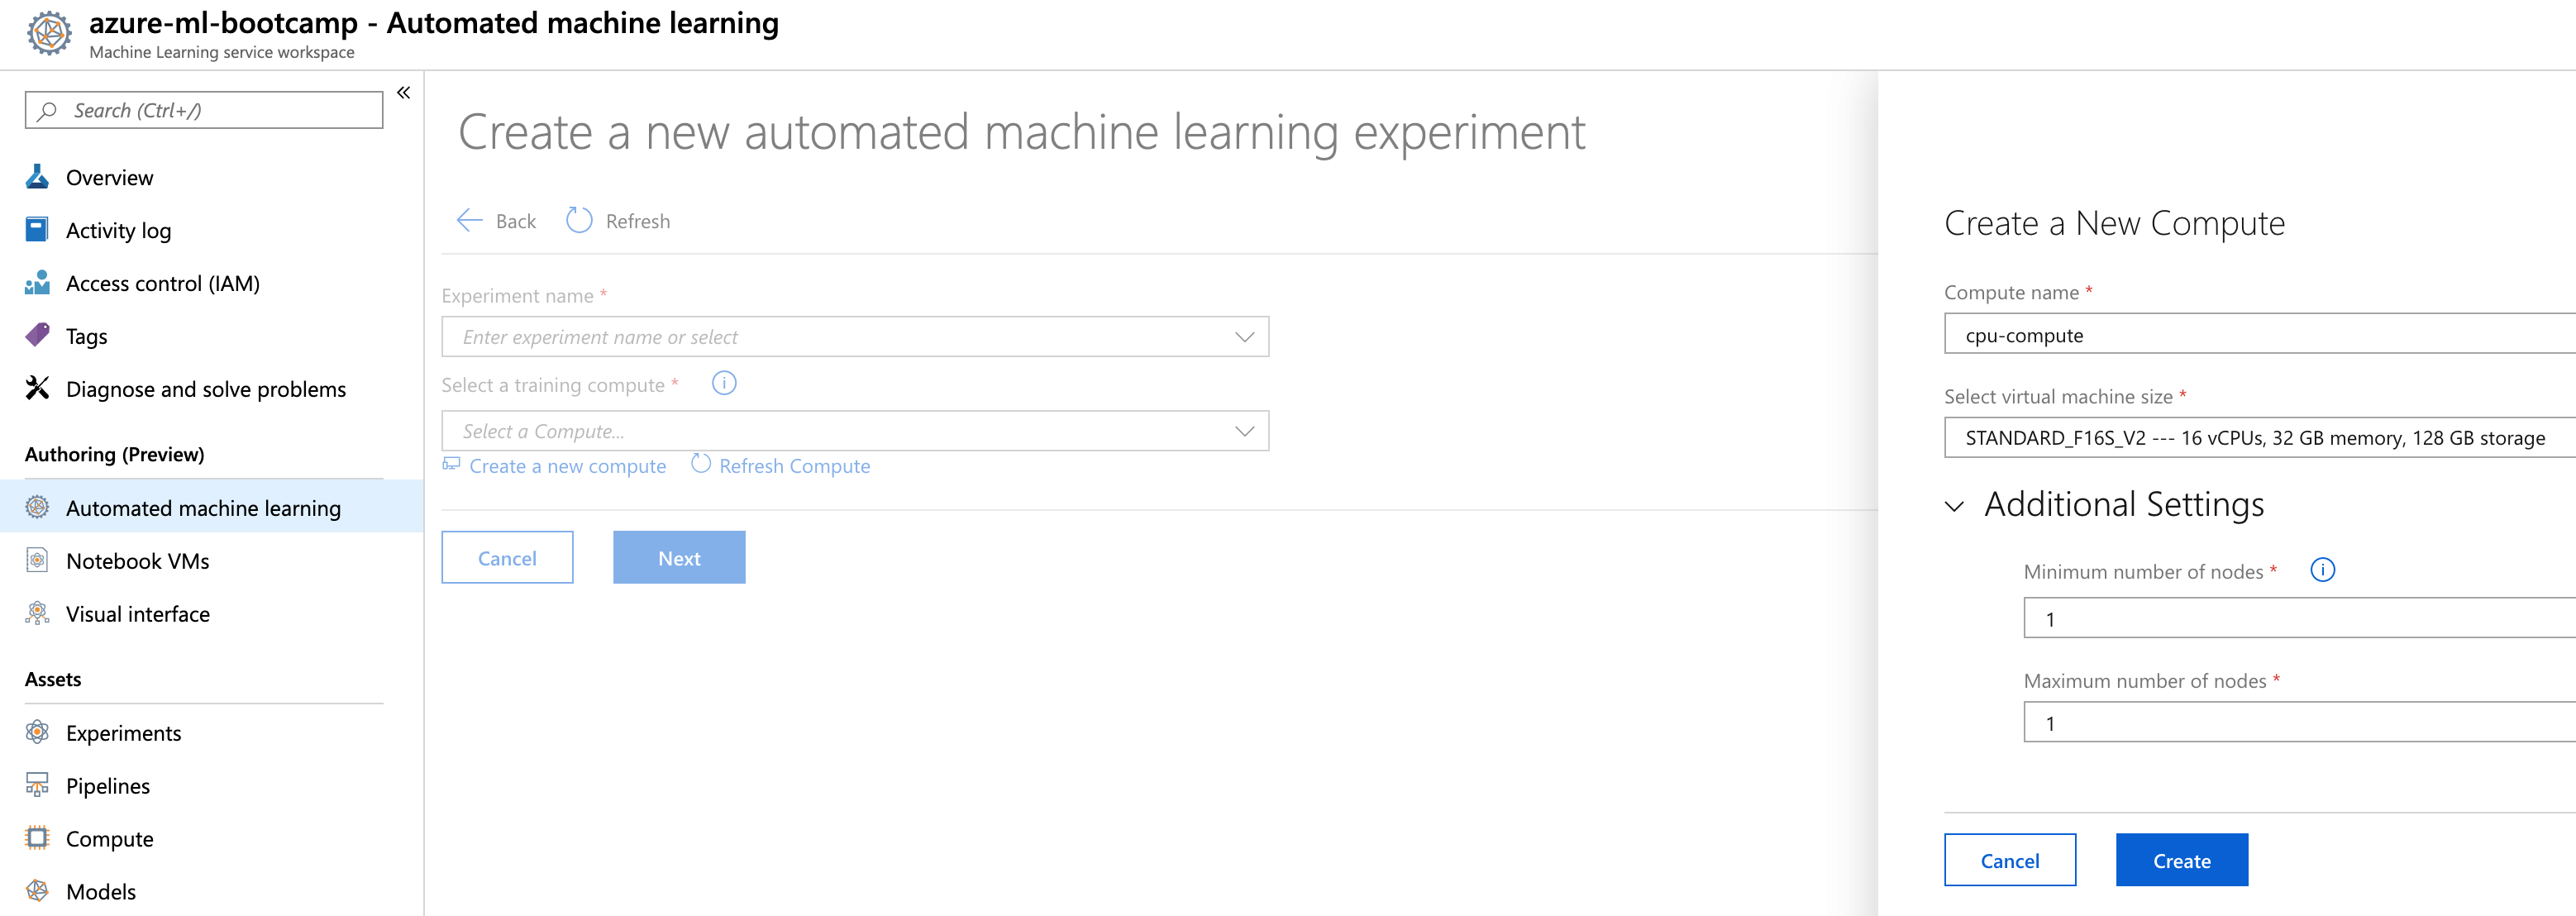 azure-ml-bootcamp - Automated machine learning
Machine Learning service workspace
Search (Ctrl+/)
«
Overview
Activity log
Access control (IAM)
Tags
Diagnose and solve problems
Authoring (Preview)
Automated machine learning
Notebook VMs
Visual interface
Assets
Experiments
Pipelines
Compute
Models
Create a new automated machine learning experiment
Back
Refresh
Experiment name *
Enter experiment name or select
Select a training compute *
Select a Compute...
Create a new compute
Refresh Compute
Cancel
Next
Create a New Compute
Compute name *
cpu-compute
Select virtual machine size *
STANDARD_F16S_V2 --- 16 vCPUs, 32 GB memory, 128 GB storage
Additional Settings
Minimum number of nodes *
1
Maximum number of nodes *
1
Cancel
Create